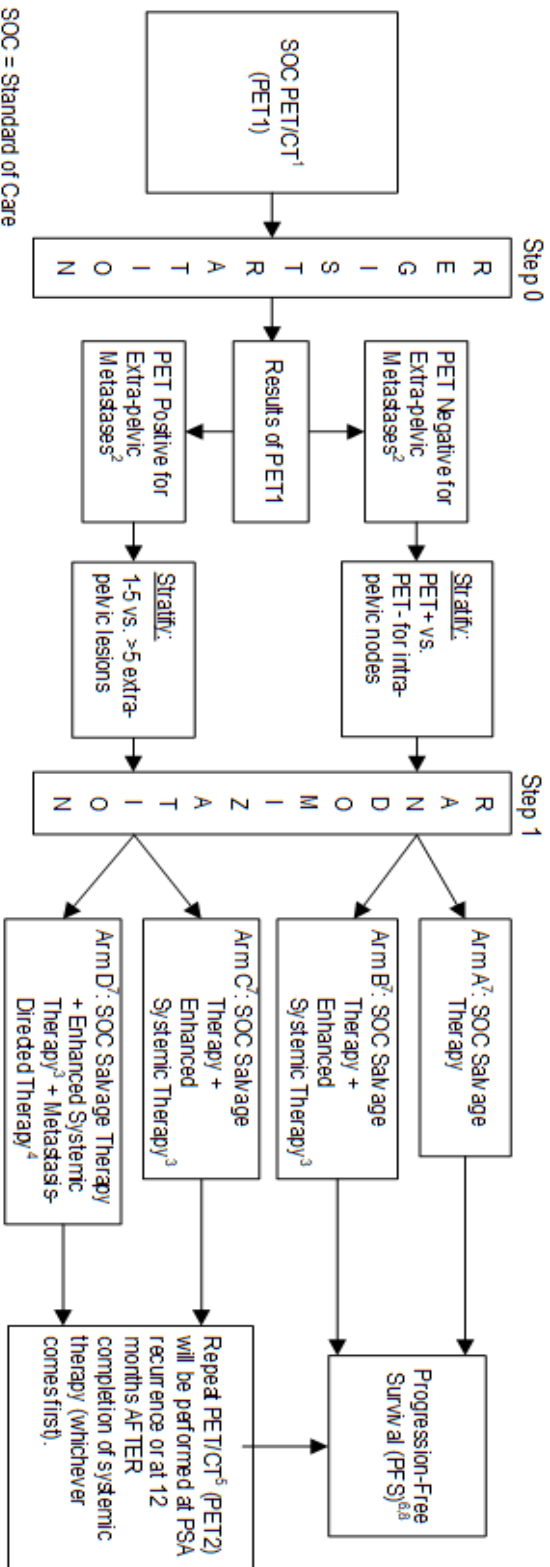 SOC PET/CT¹
(PET1)
Step 0
R E G I S T R A T I O N
PET Negative for
Extra-pelvic
Metastases²
Results of PET1
PET Positive for
Extra-pelvic
Metastases²
Stratify:
PET+ vs.
PET- for intra-
pelvic nodes
Stratify:
1-5 vs. >5 extra-
pelvic lesions
Step 1
R A N D O M I Z A T I O N
Arm A⁷: SOC Salvage
Therapy
Arm B⁷: SOC Salvage
Therapy +
Enhanced
Systemic Therapy³
Arm C⁷: SOC Salvage
Therapy +
Enhanced
Systemic Therapy³
Arm D⁷: SOC Salvage Therapy
+ Enhanced Systemic
Therapy³ + Metastasis-
Directed Therapy⁴
Progression-Free
Survival (PFS)⁶,⁸
Repeat PET/CT⁵ (PET2)
will be performed at PSA
recurrence or at 12
months AFTER
completion of systemic
therapy (whichever
comes first).
SOC = Standard of Care